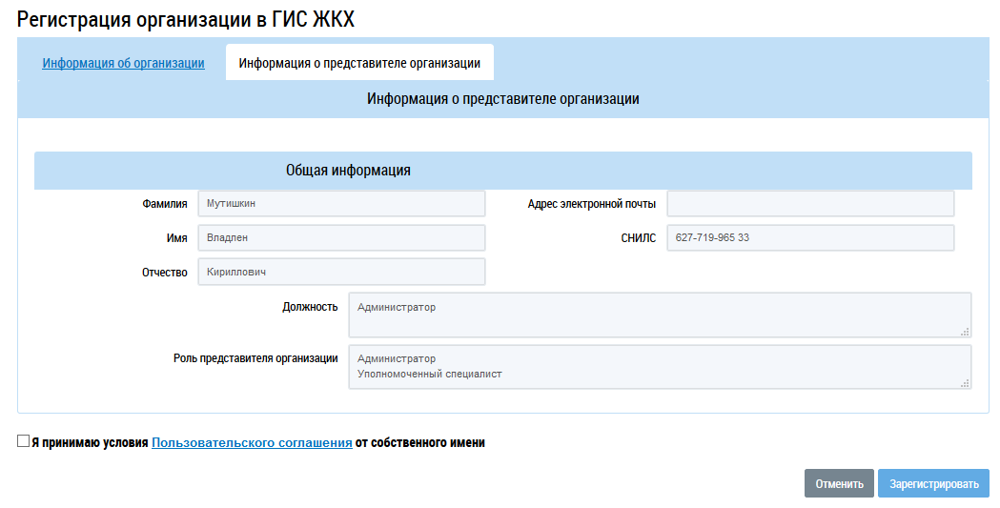 Регистрация организации в ГИС ЖКХ
Информация об организации Информация о представителе организации
Информация о представителе организации
Общая информация
Фамилия Мутишкин Адрес электронной почты
Имя Владлен СНИЛС 627-719-965 33
Отчество Кириллович
Должность Администратор
Роль представителя организации Администратор
Уполномоченный специалист
Я принимаю условия Пользовательского соглашения от собственного имени
Отменить Зарегистрировать